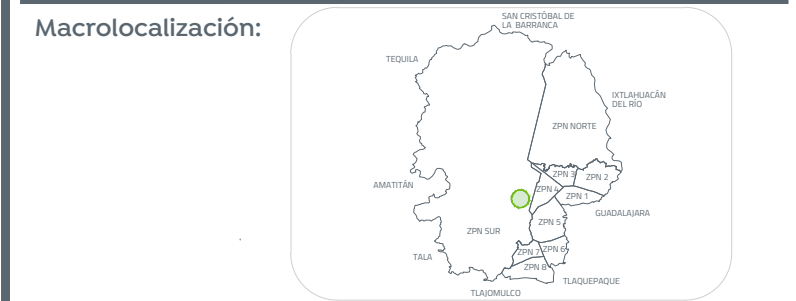 Macrolocalización:
SAN CRISTÓBAL DE
LA BARRANCA
TEQUILA
IXTLAHUACÁN
DEL RÍO
ZPN NORTE
ZPN 3
ZPN 2
AMATITÁN
ZPN 4
ZPN 1
GUADALAJARA
ZPN 5
ZPN SUR
ZPN 7
ZPN 6
TALA
ZPN 8
TLAQUEPAQUE
TLAJOMULCO